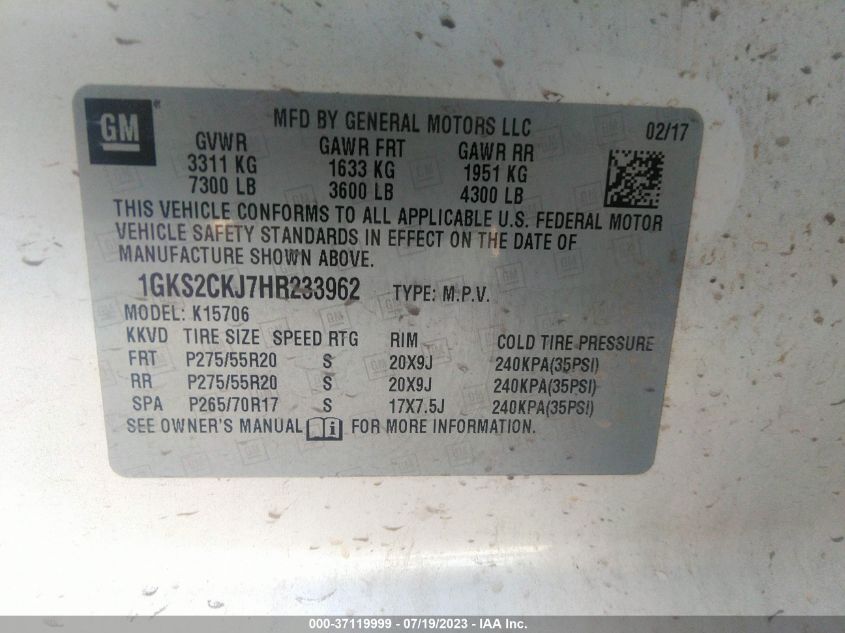 GM ®
MFD BY GENERAL MOTORS LLC 02/17
GVWR GAWR FRT GAWR RR
3311 KG 1633 KG 1951 KG
7300 LB 3600 LB 4300 LB
THIS VEHICLE CONFORMS TO ALL APPLICABLE U.S. FEDERAL MOTOR
VEHICLE SAFETY STANDARDS IN EFFECT ON THE DATE OF
MANUFACTURE SHOWN ABOVE.
1GKS2CKJ7HR233962 TYPE: M.P.V.
MODEL: K15706
KKVD TIRE SIZE SPEED RTG RIM COLD TIRE PRESSURE
FRT P275/55R20 S 20X9J 240KPA(35PSI)
RR P275/55R20 S 20X9J 240KPA(35PSI)
SPA P265/70R17 S 17X7.5J 240KPA(35PSI)
SEE OWNER'S MANUAL i FOR MORE INFORMATION.
000-37119999 - 07/19/2023 - IAA Inc.